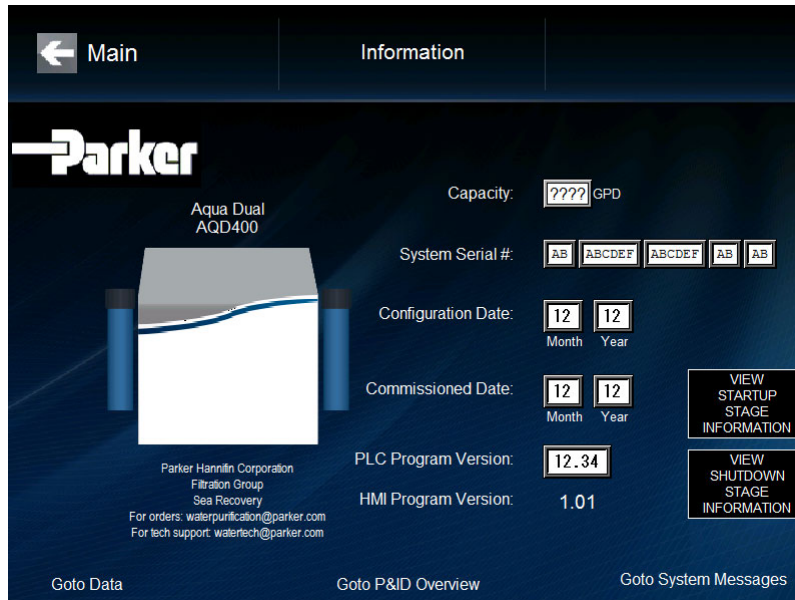 Main
Information
Parker
Aqua Dual
AQD400
Capacity: ???? GPD
System Serial #: AB ABCDEF ABCDEF AB AB
Configuration Date: 12 12
Month Year
Commissioned Date: 12 12
Month Year
VIEW
STARTUP
STAGE
INFORMATION
PLC Program Version: 12.34
HMI Program Version: 1.01
VIEW
SHUTDOWN
STAGE
INFORMATION
Parker Hannifin Corporation
Filtration Group
Sea Recovery
For orders: waterpurification@parker.com
For tech support: watertech@parker.com
Goto Data
Goto P&ID Overview
Goto System Messages